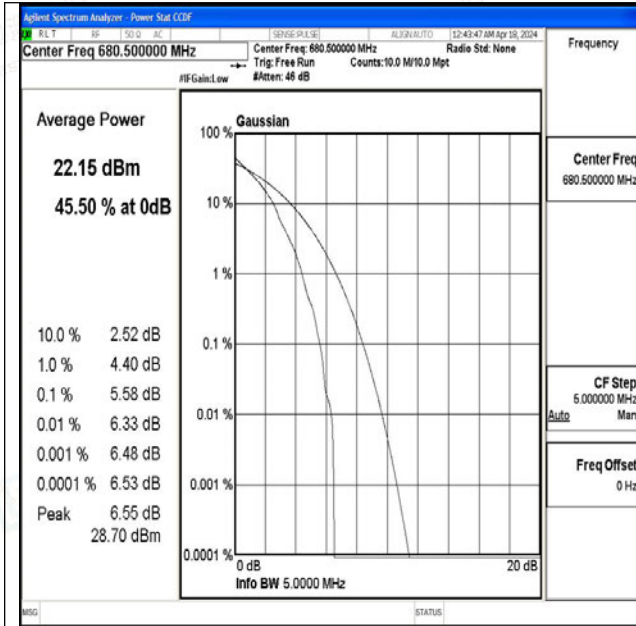 Agilent Spectrum Analyzer - Power Stat CCDF
RL T RF 50 Ω AC SENSE:PULSE ALIGNAUTO 12:43:47 AM Apr 18, 2024
Center Freq 680.500000 MHz
Center Freq: 680.500000 MHz Radio Std: None
Trig: Free Run Counts:10.0 M/10.0 Mpt
#IFGain:Low #Atten: 46 dB
Frequency
Average Power
22.15 dBm
45.50 % at 0dB
10.0 % 2.52 dB
1.0 % 4.40 dB
0.1 % 5.58 dB
0.01 % 6.33 dB
0.001 % 6.48 dB
0.0001 % 6.53 dB
Peak 6.55 dB
28.70 dBm
Gaussian
100 %
10 %
1 %
0.1 %
0.01 %
0.001 %
0.0001 %
0 dB 20 dB
Info BW 5.0000 MHz
Center Freq
680.500000 MHz
CF Step
5.000000 MHz
Auto Man
Freq Offset
0 Hz
MSG STATUS